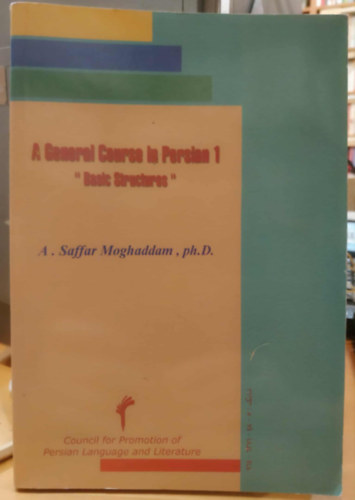 A General Course in Persian 1
" Basic Structures "
A . Saffar Moghaddam , ph.D.
Council for Promotion of
Persian Language and Literature